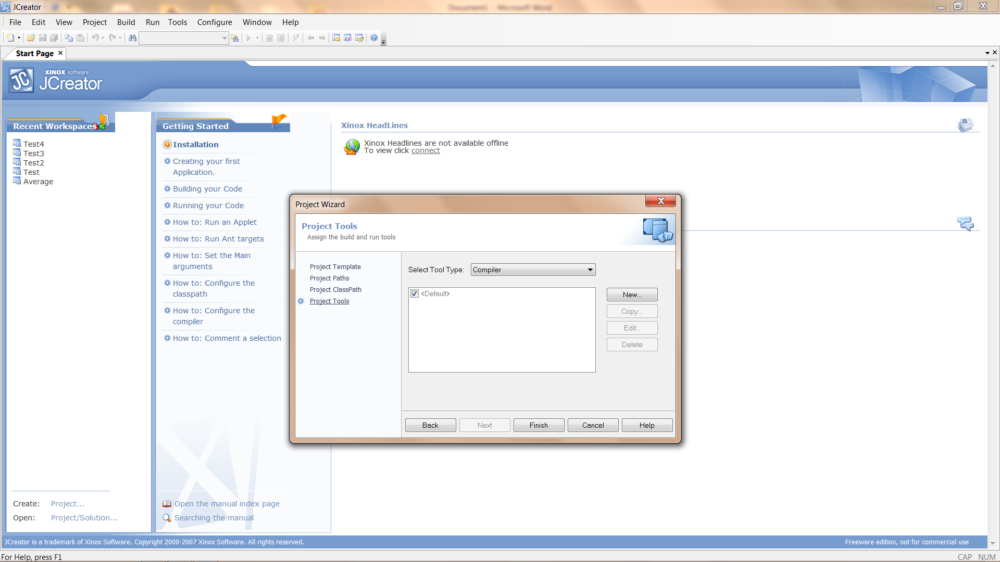 JCreator
Document1 - Microsoft Word
File Edit View Project Build Run Tools Configure Window Help
Start Page
XINOX software
JCreator
JC
Recent Workspaces
Test4
Test3
Test2
Test
Average
Create: Project...
Open: Project/Solution...
Getting Started
Installation
Creating your first
Application.
Building your Code
Running your Code
How to: Run an Applet
How to: Run Ant targets
How to: Set the Main
arguments
How to: Configure the
classpath
How to: Configure the
compiler
How to: Comment a selection
Open the manual index page
Searching the manual
Xinox HeadLines
Xinox Headlines are not available offline
To view click connect
Project Wizard
Project Tools
Assign the build and run tools
Project Template
Project Paths
Project ClassPath
Project Tools
Select Tool Type: Compiler
<Default>
New...
Copy...
Edit...
Delete
Back Next Finish Cancel Help
JCreator is a trademark of Xinox Software. Copyright 2000-2007 Xinox Software. All rights reserved.
Freeware edition, not for commercial use
For Help, press F1
CAP NUM